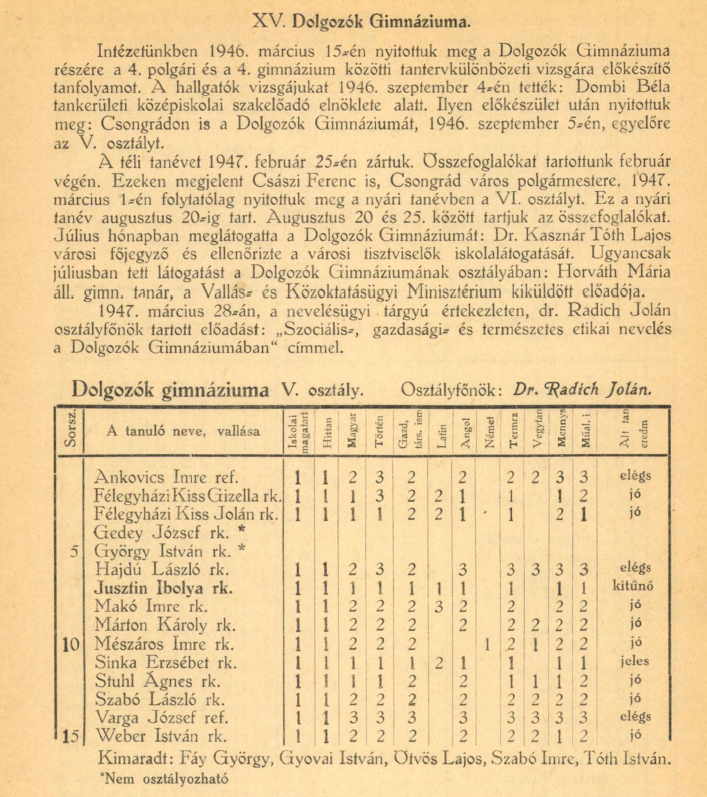 XV. Dolgozók Gimnáziuma.
Intézetünkben 1946. március 15-én nyitottuk meg a Dolgozók Gimnáziuma
részére a 4. polgári és a 4. gimnázium közötti tantervkülönbözeti vizsgára előkészítő
tanfolyamot. A hallgatók vizsgájukat 1946. szeptember 4-én tették: Dombi Béla
tankerületi középiskolai szakelőadó elnöklete alatt. Ilyen előkészület után nyitottuk
meg: Csongrádon is a Dolgozók Gimnáziumát, 1946. szeptember 5-én, egyelőre
az V. osztályt.
A téli tanévet 1947. február 25-én zártuk. Összefoglalókat tartottunk február
végén. Ezeken megjelent Császi Ferenc is, Csongrád város polgármestere. 1947.
március 1-én folytatólag nyitottuk meg a nyári tanévben a VI. osztályt. Ez a nyári
tanév augusztus 20-ig tart. Augusztus 20 és 25. között tartjuk az összefoglalókat.
Július hónapban meglátogatta a Dolgozók Gimnáziumát: Dr. Kasznár Tóth Lajos
városi főjegyző és ellenőrizte a városi tisztviselők iskolalátogatását. Ugyancsak
júliusban tett látogatást a Dolgozók Gimnáziumának osztályában: Horváth Mária
áll. gimn. tanár, a Vallás- és Közoktatásügyi Minisztérium kiküldött előadója.
1947. március 28-án, a nevelésügyi tárgyú értekezleten, dr. Radich Jolán
osztályfőnök tartott előadást: „Szociális-, gazdasági- és természetes etikai nevelés
a Dolgozók Gimnáziumában“ címmel.
Dolgozók gimnáziuma V. osztály. Osztályfőnök: Dr. Radich Jolán.
Sorsz. A tanuló neve, vallása Iskolai magatart Hittan Magyar Történ Gazd, társ. ism Latin Angol Német Termrz Vegytan Mennys Műal. i Ált tan eredm
Ankovics Imre ref. 1 1 2 3 2 2 2 2 3 3 elégs
Félegyházi Kiss Gizella rk. 1 1 1 3 2 2 1 1 1 2 jó
Félegyházi Kiss Jolán rk. 1 1 1 1 2 2 1 1 2 1 jó
Gedey József rk. *
5 György István rk. *
Hajdú László rk. 1 1 2 3 2 3 3 3 3 3 elégs
Jusztin Ibolya rk. 1 1 1 1 1 1 1 1 1 1 kitűnő
Makó Imre rk. 1 1 2 2 2 3 2 2 2 2 jó
Márton Károly rk. 1 1 2 2 2 2 2 2 2 2 jó
10 Mészáros Imre rk. 1 1 2 2 2 1 2 1 2 2 jó
Sinka Erzsébet rk. 1 1 1 1 1 2 1 1 1 1 jeles
Stuhl Ágnes rk. 1 1 1 1 2 2 1 1 1 2 jó
Szabó László rk. 1 1 2 2 2 2 2 2 2 2 jó
Varga József ref. 1 1 3 3 3 3 3 3 3 3 elégs
15 Weber István rk. 1 1 2 2 2 2 2 2 1 2 jó
Kimaradt: Fáy György, Gyovai István, Ötvös Lajos, Szabó Imre, Tóth István.
*Nem osztályozható